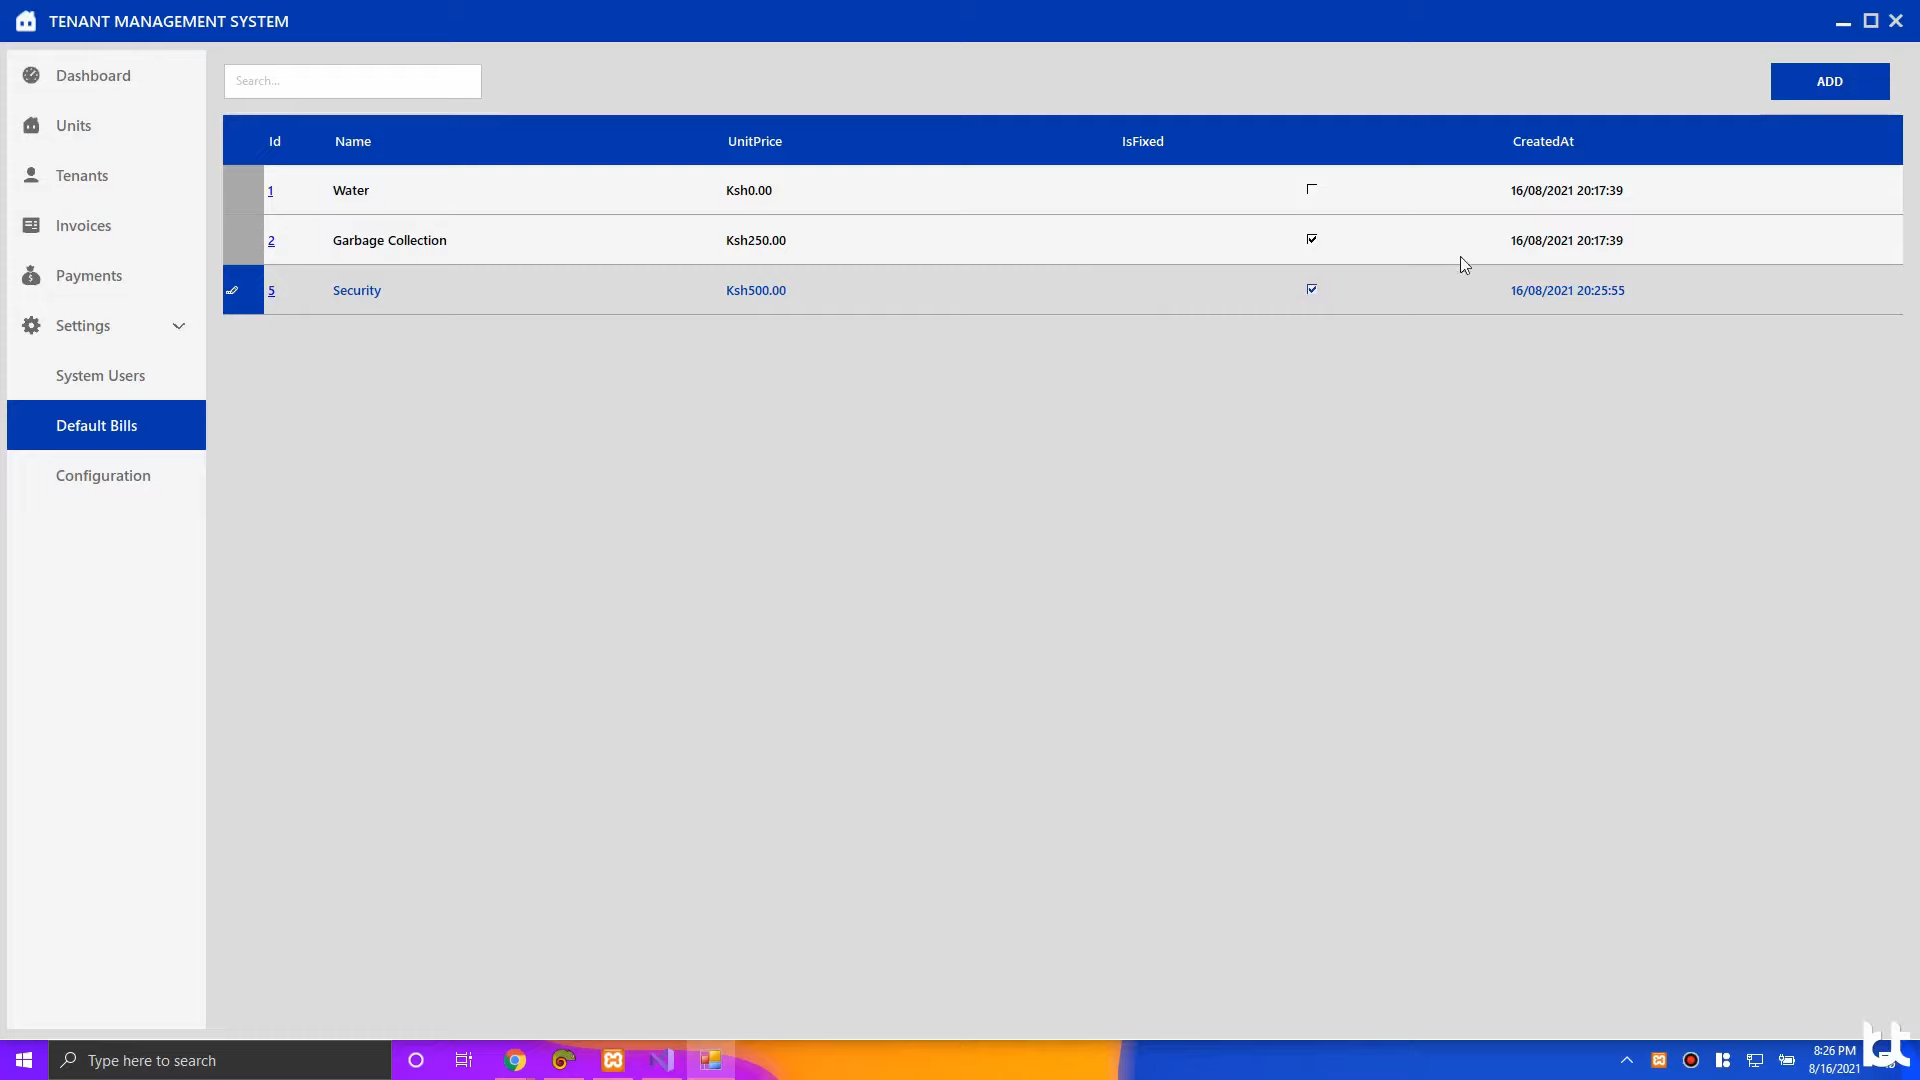 TENANT MANAGEMENT SYSTEM
Dashboard
Units
Tenants
Invoices
Payments
Settings
System Users
Default Bills
Configuration
Search...
ADD
Id Name UnitPrice IsFixed CreatedAt
1 Water Ksh0.00 16/08/2021 20:17:39
2 Garbage Collection Ksh250.00 16/08/2021 20:17:39
5 Security Ksh500.00 16/08/2021 20:25:55
Type here to search
8:26 PM
8/16/2021